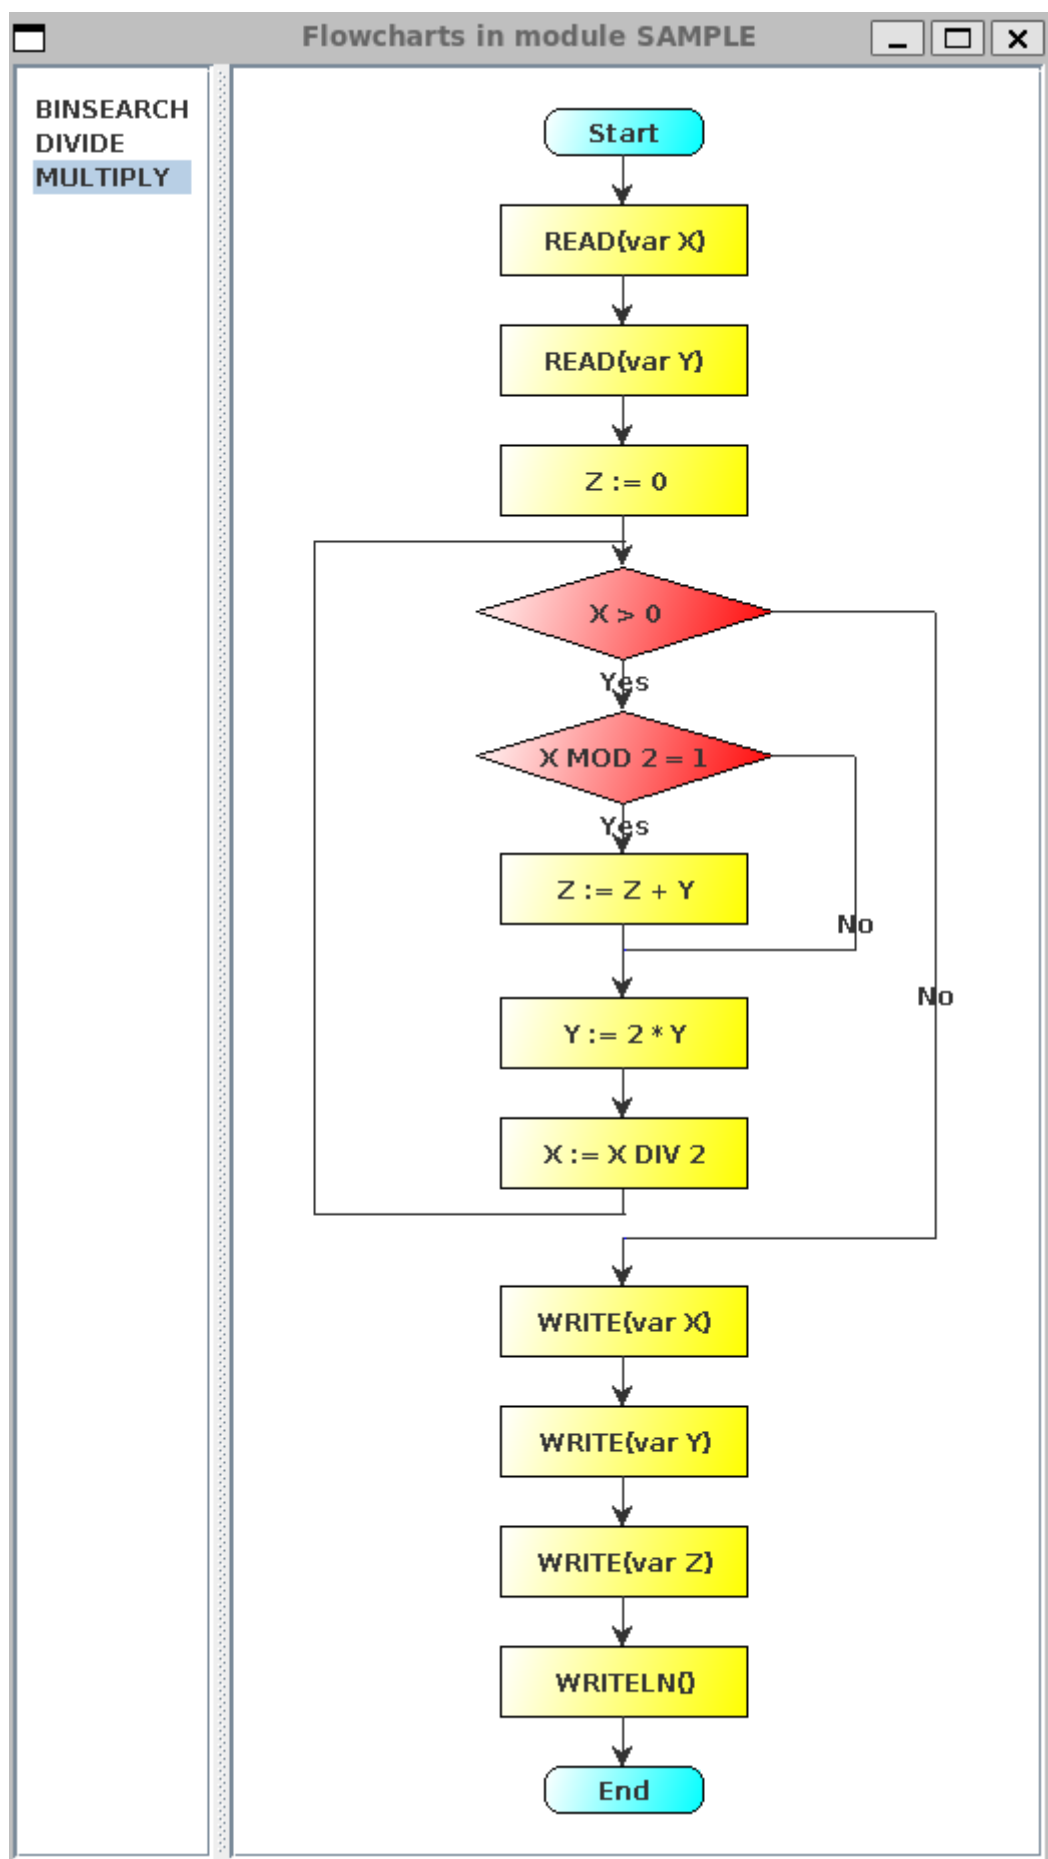 Flowcharts in module SAMPLE
BINSEARCH
DIVIDE
MULTIPLY
Start
READ(var X)
READ(var Y)
Z := 0
X > 0
Yes
X MOD 2 = 1
Yes
Z := Z + Y
No
No
Y := 2 * Y
X := X DIV 2
WRITE(var X)
WRITE(var Y)
WRITE(var Z)
WRITELN()
End